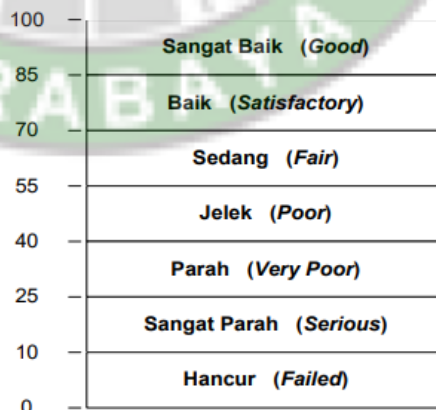 100
Sangat Baik (Good)
85
Baik (Satisfactory)
70
Sedang (Fair)
55
Jelek (Poor)
40
Parah (Very Poor)
25
Sangat Parah (Serious)
10
Hancur (Failed)
0
RABAYA